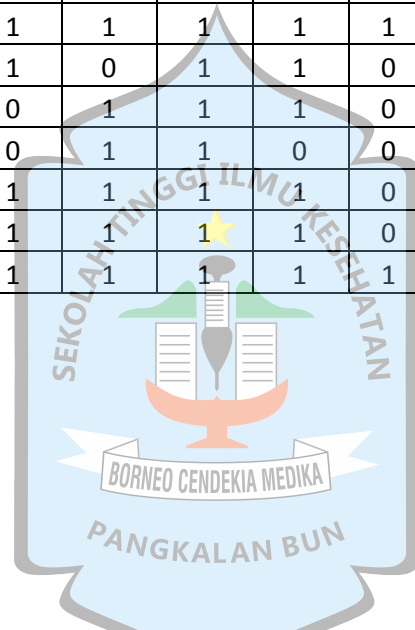 1 1 1 1 1
1 0 1 1 0
0 1 1 1 0
0 1 1 0 0
1 1 1 1 0
1 1 1 1 0
1 1 1 1 1
SEKOLAH TINGGI ILMU KESEHATAN
BORNEO CENDEKIA MEDIKA
PANGKALAN BUN